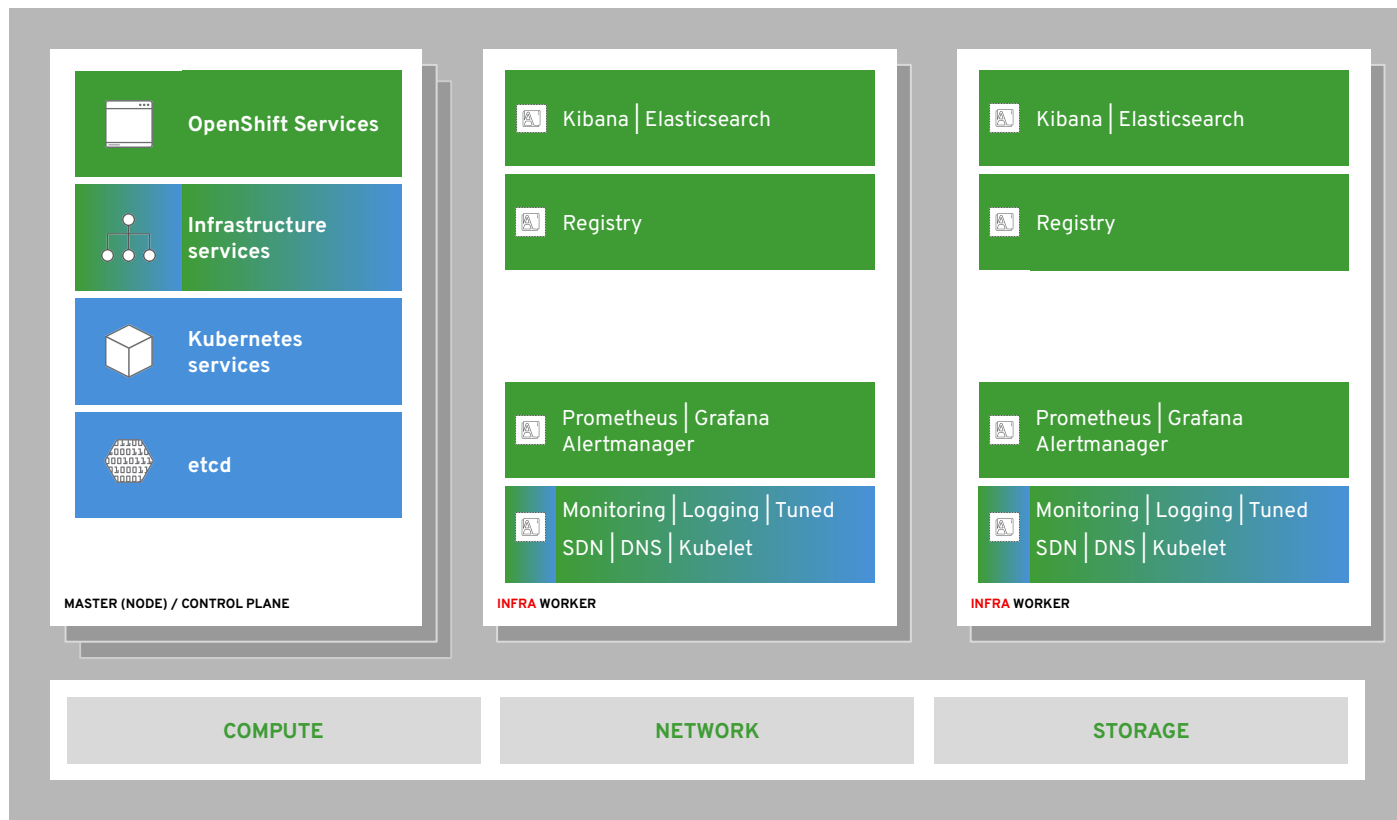 OpenShift Services
Infrastructure
services
Kubernetes
services
etcd
MASTER (NODE) / CONTROL PLANE
Kibana | Elasticsearch
Registry
Prometheus | Grafana
Alertmanager
Monitoring | Logging | Tuned
SDN | DNS | Kubelet
INFRA WORKER
Kibana | Elasticsearch
Registry
Prometheus | Grafana
Alertmanager
Monitoring | Logging | Tuned
SDN | DNS | Kubelet
INFRA WORKER
COMPUTE
NETWORK
STORAGE